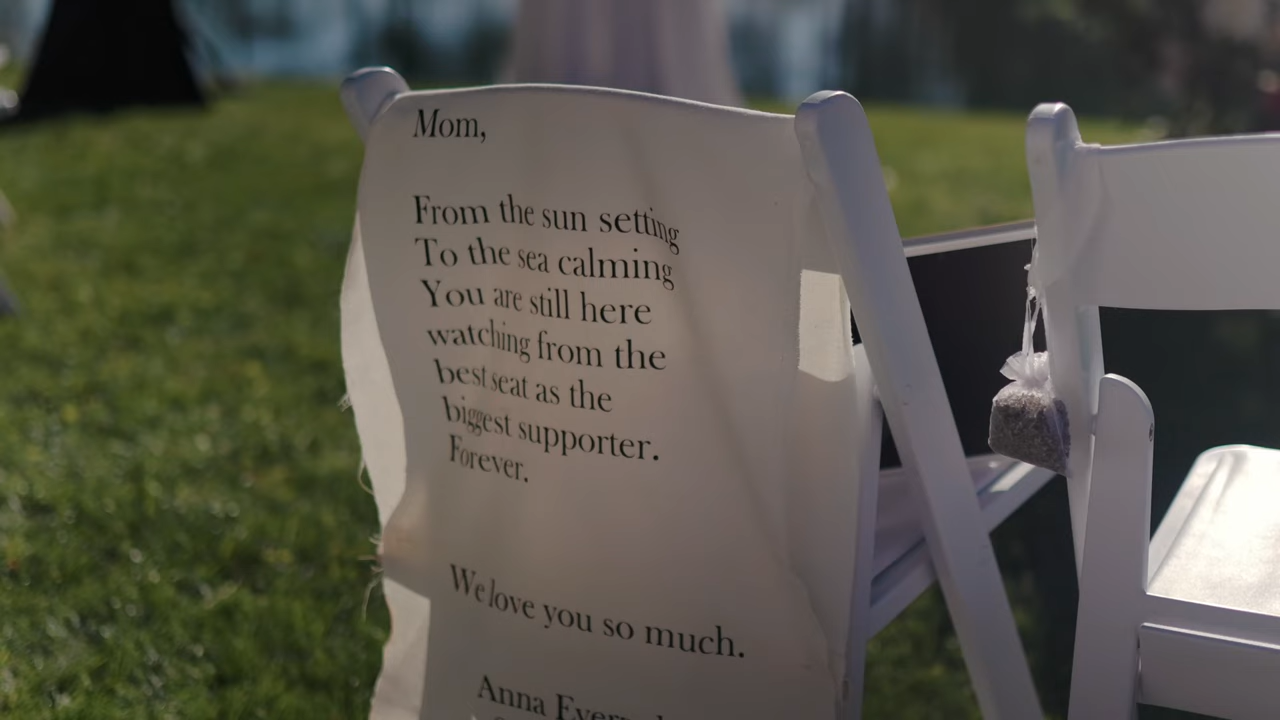 Mom,
From the sun setting
To the sea calming
You are still here
watching from the
best seat as the
biggest supporter.
Forever.
We love you so much.
Anna